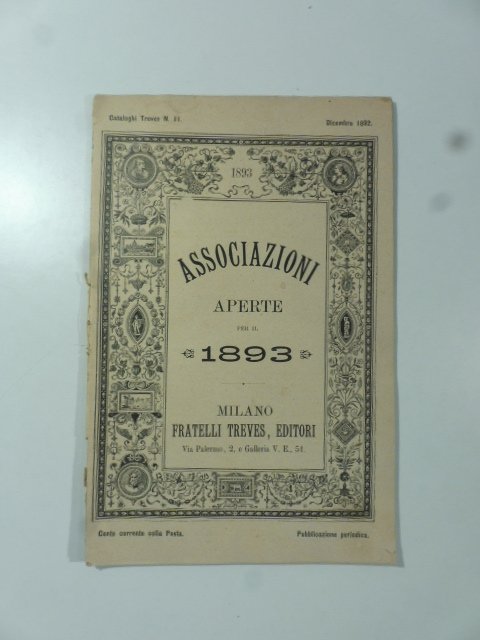 Cataloghi Treves N. 11.
Dicembre 1892.
1893
ASSOCIAZIONI
APERTE
PER IL
1893
MILANO
FRATELLI TREVES, EDITORI
Via Palermo, 2, e Galleria V. E., 51.
Conto corrente colla Posta.
Pubblicazione periodica.